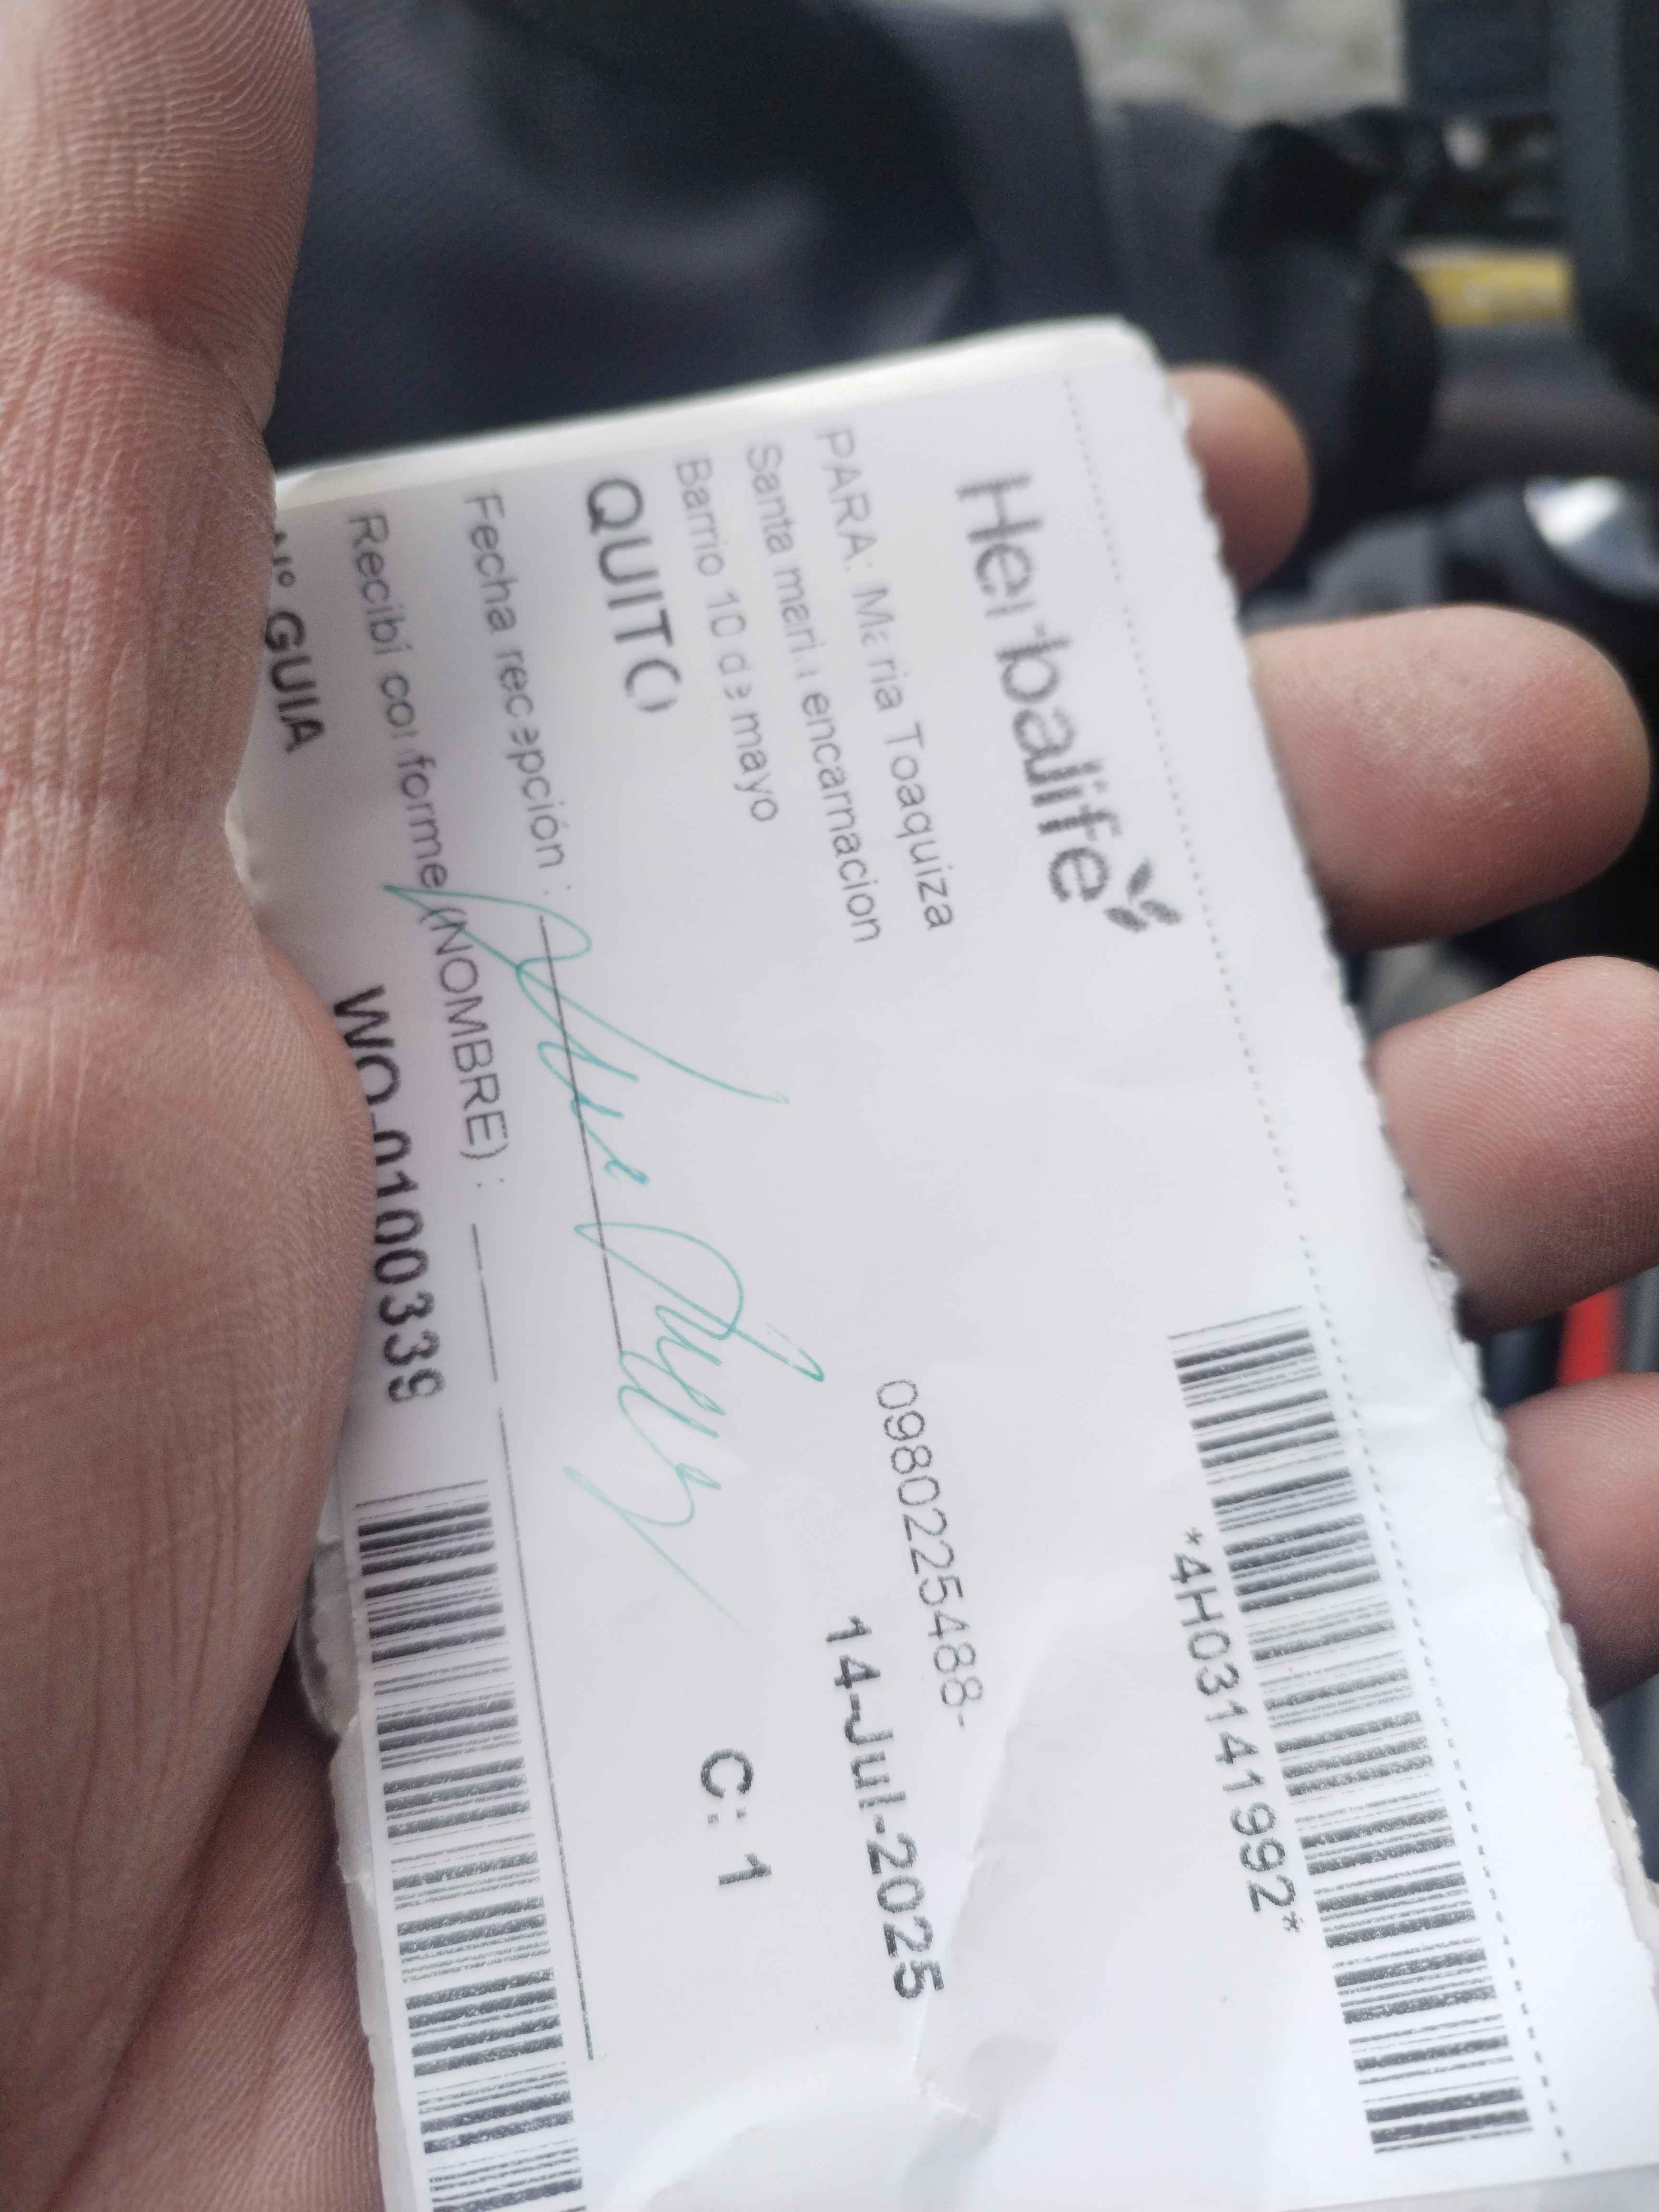 Herbalife
*4H03141992*
PARA: Maria Toaquiza
0980225488-
Santa maria encarnacion
14-Jul-2025
Barrio 10 de mayo
QUITO
C: 1
Fecha recepción :
Recibi conforme (NOMBRE) :
N° GUIA
WO-0100339